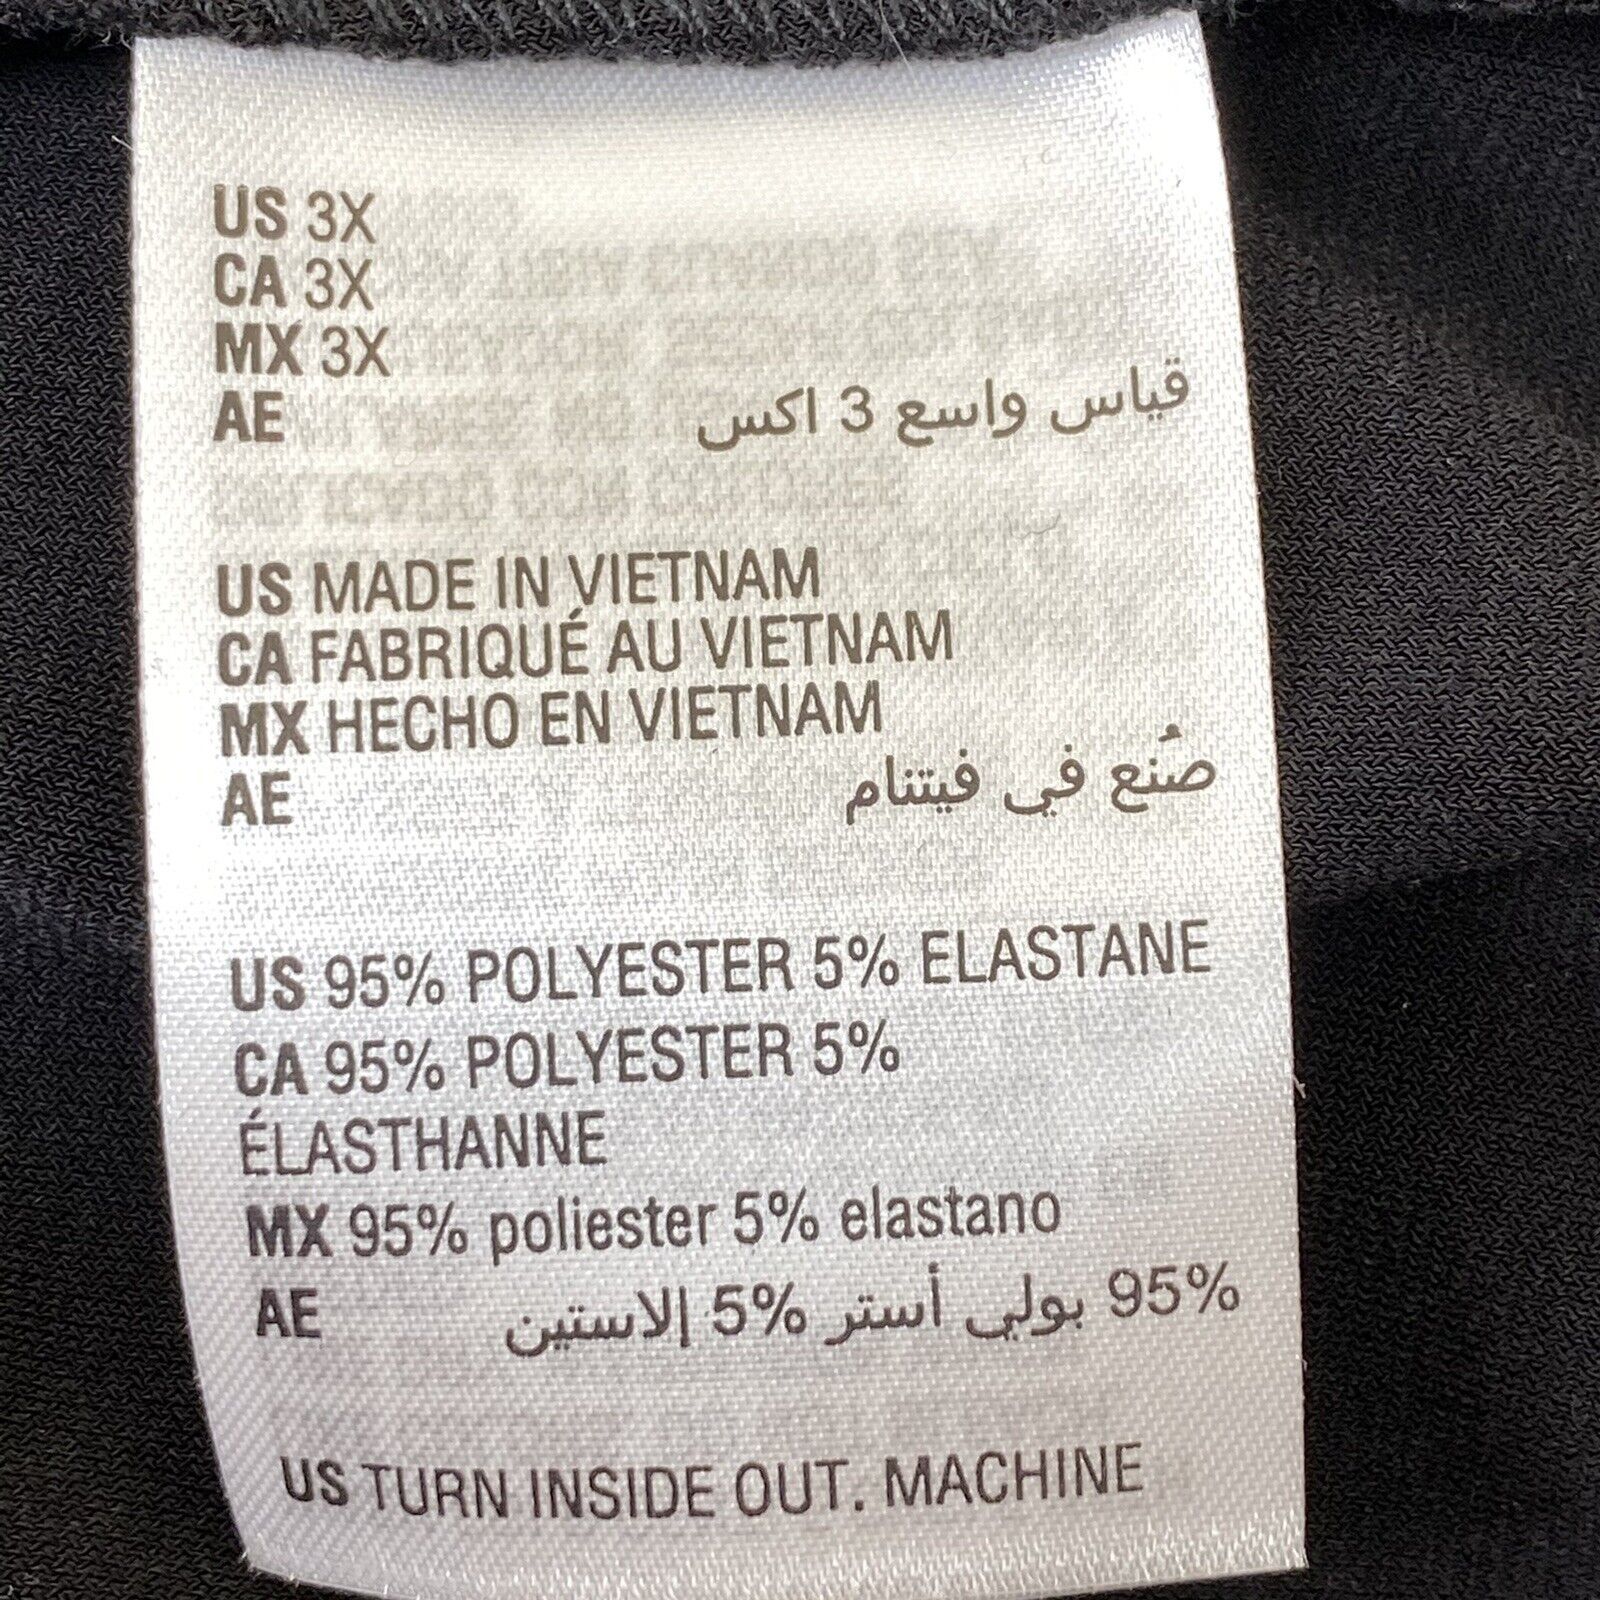 US 3X
CA 3X
MX 3X
AE قياس واسع 3 اكس
US MADE IN VIETNAM
CA FABRIQUÉ AU VIETNAM
MX HECHO EN VIETNAM
AE صُنع في فيتنام
US 95% POLYESTER 5% ELASTANE
CA 95% POLYESTER 5%
ÉLASTHANNE
MX 95% poliester 5% elastano
AE 95% بولي أستر 5% إلاستين
US TURN INSIDE OUT. MACHINE